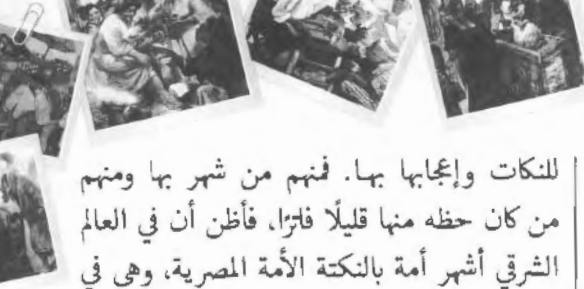 للنكات وإعجابها بها. فمنهم من شهر بها ومنهم
من كان حظه منها قليلًا فاترًا، فأظن أن في العالم
الشرقي أشهر أمة بالنكتة الأمة المصرية، وهى في